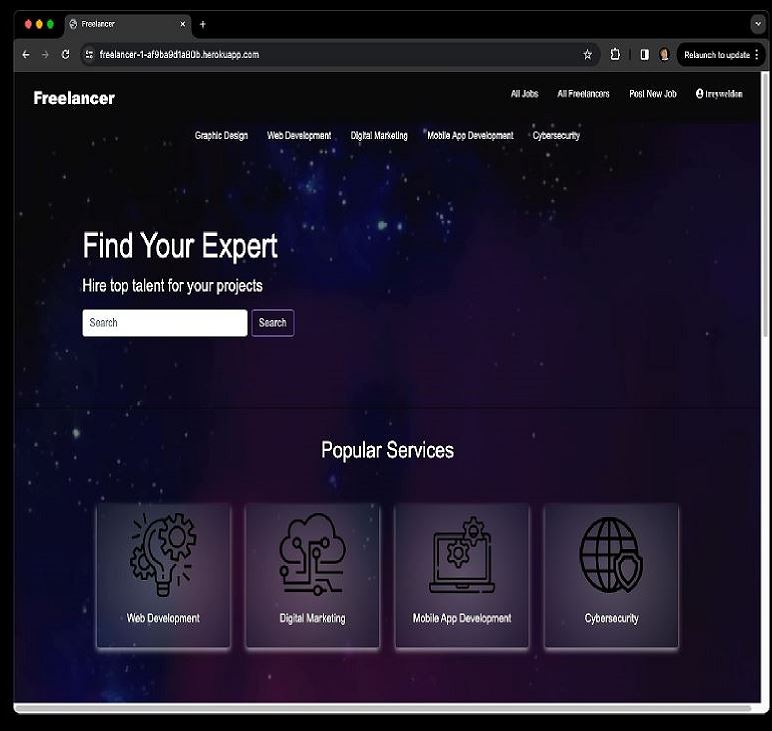 Freelancer
freelancer-1-af9ba9d1a80b.herokuapp.com
Relaunch to update
Freelancer
All Jobs All Freelancers Post New Job treyweldon
Graphic Design Web Development Digital Marketing Mobile App Development Cybersecurity
Find Your Expert
Hire top talent for your projects
Search Search
Popular Services
Web Development Digital Marketing Mobile App Development Cybersecurity